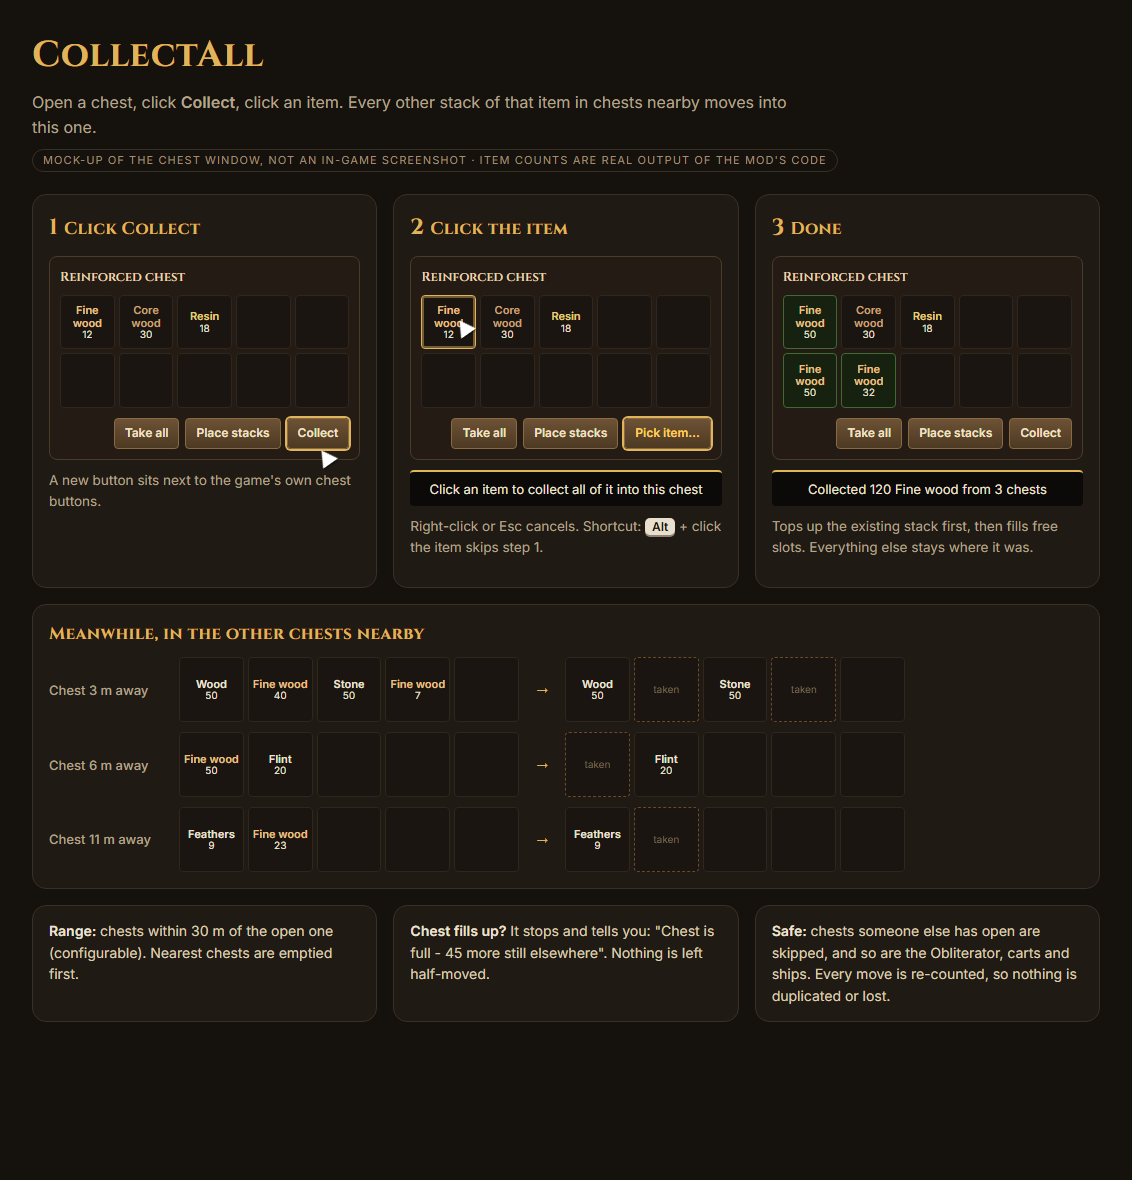 CollectAll
Open a chest, click Collect, click an item. Every other stack of that item in chests nearby moves into
this one.
MOCK-UP OF THE CHEST WINDOW, NOT AN IN-GAME SCREENSHOT · ITEM COUNTS ARE REAL OUTPUT OF THE MOD'S CODE
1 Click Collect
Reinforced chest
Fine wood 12
Core wood 30
Resin 18
Take all
Place stacks
Collect
A new button sits next to the game's own chest
buttons.
2 Click the item
Reinforced chest
Fine wood 12
Core wood 30
Resin 18
Take all
Place stacks
Pick item...
Click an item to collect all of it into this chest
Right-click or Esc cancels. Shortcut: Alt + click
the item skips step 1.
3 Done
Reinforced chest
Fine wood 50
Core wood 30
Resin 18
Fine wood 50
Fine wood 32
Take all
Place stacks
Collect
Collected 120 Fine wood from 3 chests
Tops up the existing stack first, then fills free
slots. Everything else stays where it was.
Meanwhile, in the other chests nearby
Chest 3 m away
Wood 50
Fine wood 40
Stone 50
Fine wood 7
→
Wood 50
taken
Stone 50
taken
Chest 6 m away
Fine wood 50
Flint 20
→
taken
Flint 20
Chest 11 m away
Feathers 9
Fine wood 23
→
Feathers 9
taken
Range: chests within 30 m of the open one
(configurable). Nearest chests are emptied
first.
Chest fills up? It stops and tells you: "Chest is
full - 45 more still elsewhere". Nothing is left
half-moved.
Safe: chests someone else has open are
skipped, and so are the Obliterator, carts and
ships. Every move is re-counted, so nothing is
duplicated or lost.